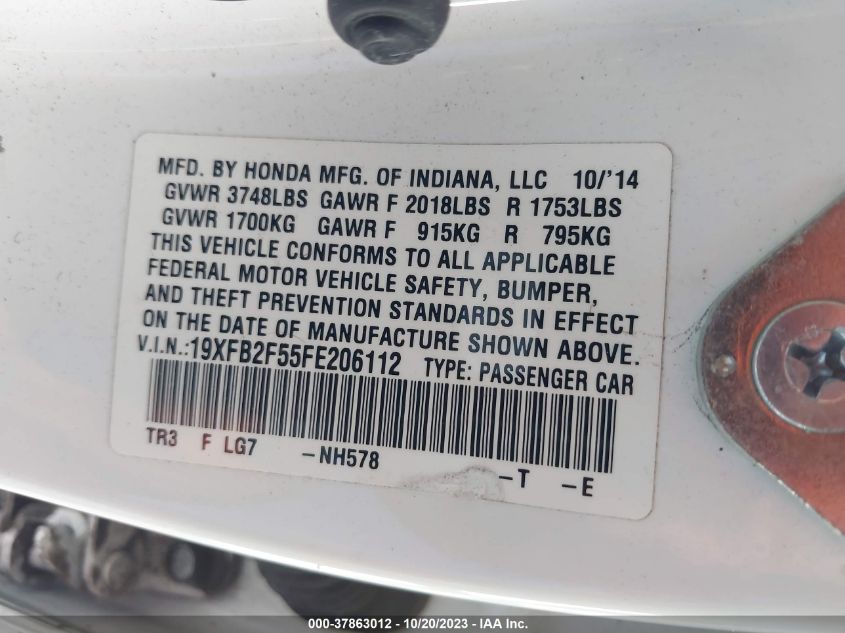 MFD. BY HONDA MFG. OF INDIANA, LLC 10/'14
GVWR 3748LBS GAWR F 2018LBS R 1753LBS
GVWR 1700KG GAWR F 915KG R 795KG
THIS VEHICLE CONFORMS TO ALL APPLICABLE
FEDERAL MOTOR VEHICLE SAFETY, BUMPER,
AND THEFT PREVENTION STANDARDS IN EFFECT
ON THE DATE OF MANUFACTURE SHOWN ABOVE.
V.I.N.:19XFB2F55FE206112 TYPE: PASSENGER CAR
TR3 F LG7 -NH578 -T -E
000-37863012 - 10/20/2023 - IAA Inc.